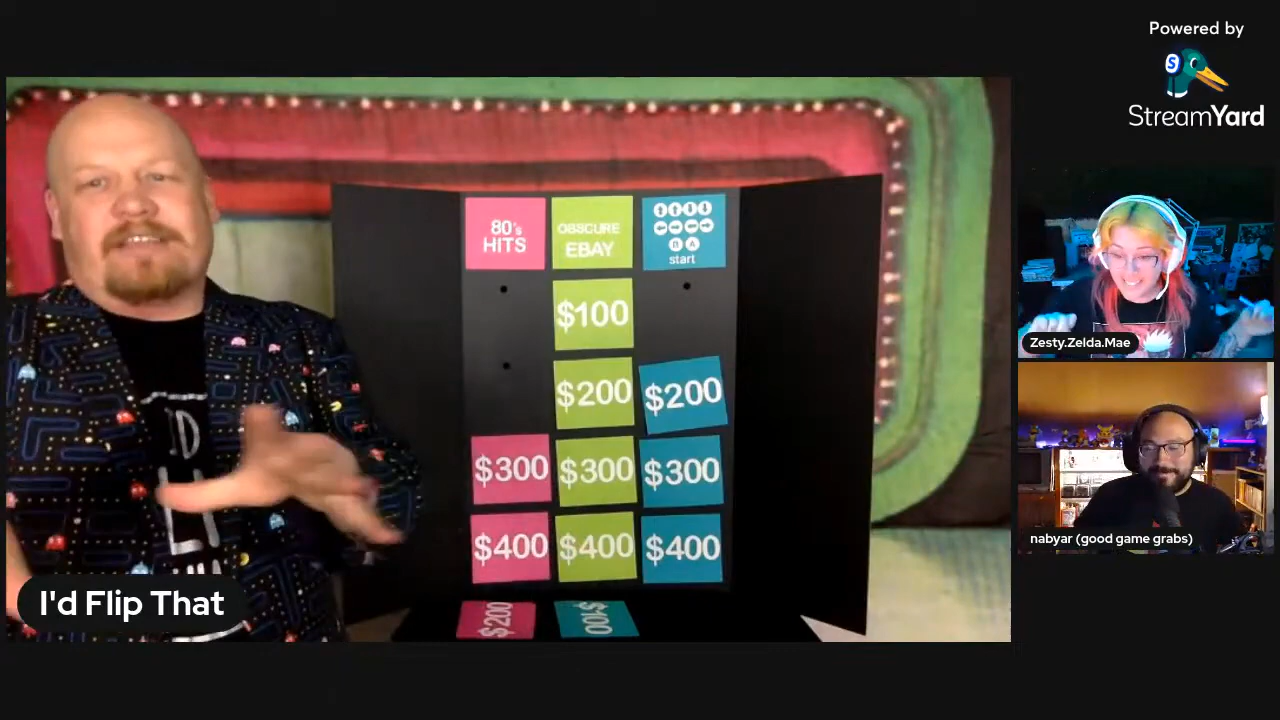 Powered by
S
StreamYard
80's
HITS
OBSCURE
EBAY
B A
start
$100
$200
$200
$300
$300
$300
$400
$400
$400
$200
$100
I'd Flip That
Zesty.Zelda.Mae
nabyar (good game grabs)